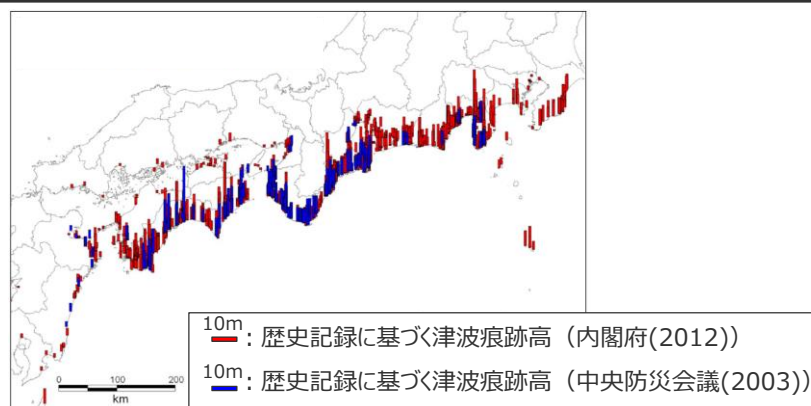 0
100
200
km
10m
: 歴史記録に基づく津波痕跡高（内閣府(2012)）
10m
: 歴史記録に基づく津波痕跡高（中央防災会議(2003)）